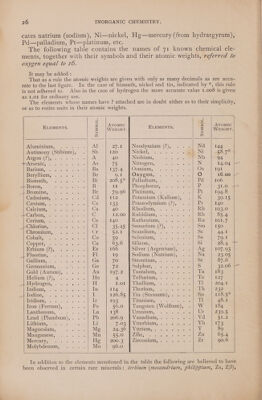 26 INORGANIC CHEMISTRY.
cates natrium (sodium), Ni—nickel, Hg—mercury (from hydrargyrum),
Pd—palladium, Pt—platinum, etc.
The following table contains the names of 71 known chemical ele-
ments, together with their symbols and their atomic weights, referred to
oxygen equal to 16.
It may be added:
That as a rule the atomic weights are given with only as many decimals as are accu-
rate to the last figure. In the case of bismuth, nickel and tin, indicated by *, this rule
is not adhered to. Also in the case of hydrogen the more accurate value 1.008 is given
as 1.01 for ordinary use.
The elements whose names have ? attached are in doubt either as to their simplicity,
or as to entire units in their atomic weights.
ELEMENTS. SYMBOL. ATOMIC WEIGHT. ELEMENTS. SYMBOL. ATOMIC WEIGHT.
Aluminium, Al 27.1 Neodymium (?), Nd 144
Antimony (Stibium), Sb 120 Nickel, Ni 58.7*
Argon (?), A 40 Niobium, Nb 94
Arsenic, As 75 Nitrogen, N 14.04
Barium, Ba 137.4 Osmium, Os 191
Beryllium, Be 9.1 Oxygen, O 16.00
Bismuth, Bi 208.5* Palladium, Pd 106
Boron, B 11 Phosphorus, P 31.0
Bromine, Br 79.96 Platinum, Pt 194.8
Cadmium, Cd 112 Potassium (Kalium), K 39.15
Caesium, Cs 133 Praseodymium (?), Pr 140
Calcium, Ca 40 Rhodium, Rh 103.0
Carbon, C 12.00 Rubidium, Rb 85.4
Cerium, Ce 140 Ruthenium, Ru 101.7
Chlorine, Cl 35.45 Samarium (?), Sa 150
Chromium, Cr 52.1 Scandium, Sc 44.1
Cobalt, Co 59 Selenium, Se 79.1
Copper, Cu 63.6 Silicon, Si 28.4
Erbium (?), Er 166 Silver (Argentum), Ag 107.93
Fluorine, Fl 19 Sodium (Natrium), Na 23.05
Gallium, Ga 70 Strontium, Sr 87.6
Germanium, Ge 72 Sulphur, S 32.06
Gold (Aurum), Au 197.2 Tantalum, Ta 183
Helium (?), He 4 Tellurium, Te 127
Hydrogen, H 1.01 Thallium, Tl 204.1
Indium, In 114 Thorium, Th 232
Iodine, I 126.85 Tin (Stannum), Sn 118.5*
Iridium, Ir 193 Titanium, Ti 48.1
Iron (Ferrum), Fe 56.0 Tungsten (Wolfram), W 184
Lanthanum, La 138 Uranium, Ur 239.5
Lead (Plumbum), Pb 206.9 Vanadium, Vd 51.2
Lithium, Li 7.03 Ytterbium, Yb 173
Magnesium, Mg 24.36 Yttrium, Y 89
Manganese, Mn 55.0 Zinc, Zn 65.4
Mercury, Hg 200.3 Zirconium, Zr 90.6
Molybdenum, Mo 96.0
In addition to the elements mentioned in the table the following are believed to have
been observed in certain rare minerals: terbium